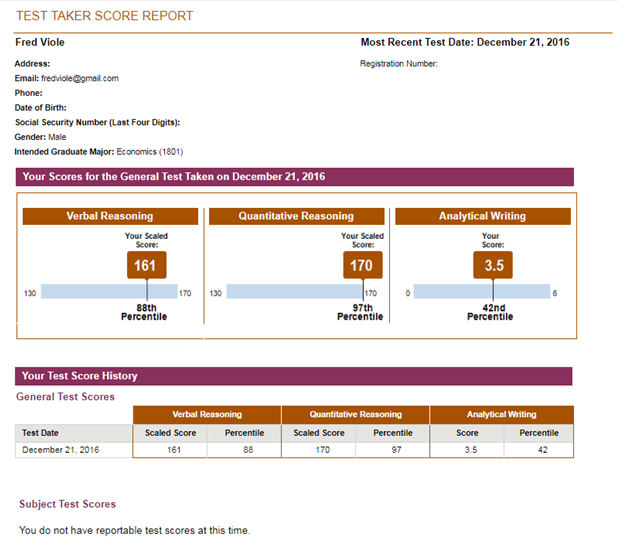 TEST TAKER SCORE REPORT
Fred Viole
Most Recent Test Date: December 21, 2016
Address:
Registration Number:
Email: fredviole@gmail.com
Phone:
Date of Birth:
Social Security Number (Last Four Digits):
Gender: Male
Intended Graduate Major: Economics (1801)
Your Scores for the General Test Taken on December 21, 2016
Verbal Reasoning
Your Scaled
Score:
161
130
170
88th
Percentile
Quantitative Reasoning
Your Scaled
Score:
170
130
170
97th
Percentile
Analytical Writing
Your
Score:
3.5
0
6
42nd
Percentile
Your Test Score History
General Test Scores
Verbal Reasoning Quantitative Reasoning Analytical Writing
Test Date Scaled Score Percentile Scaled Score Percentile Score Percentile
December 21, 2016 161 88 170 97 3.5 42
Subject Test Scores
You do not have reportable test scores at this time.